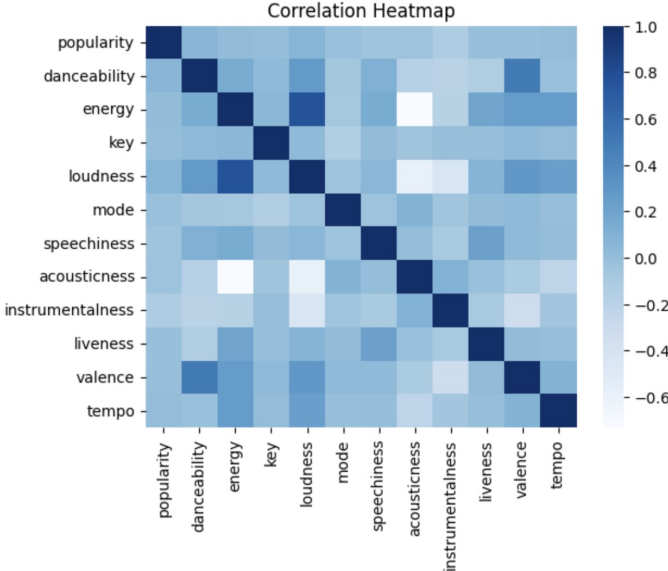 Correlation Heatmap
popularity
danceability
energy
key
loudness
mode
speechiness
acousticness
instrumentalness
liveness
valence
tempo
popularity
danceability
energy
key
loudness
mode
speechiness
acousticness
instrumentalness
liveness
valence
tempo
1.0
0.8
0.6
0.4
0.2
0.0
−0.2
−0.4
−0.6